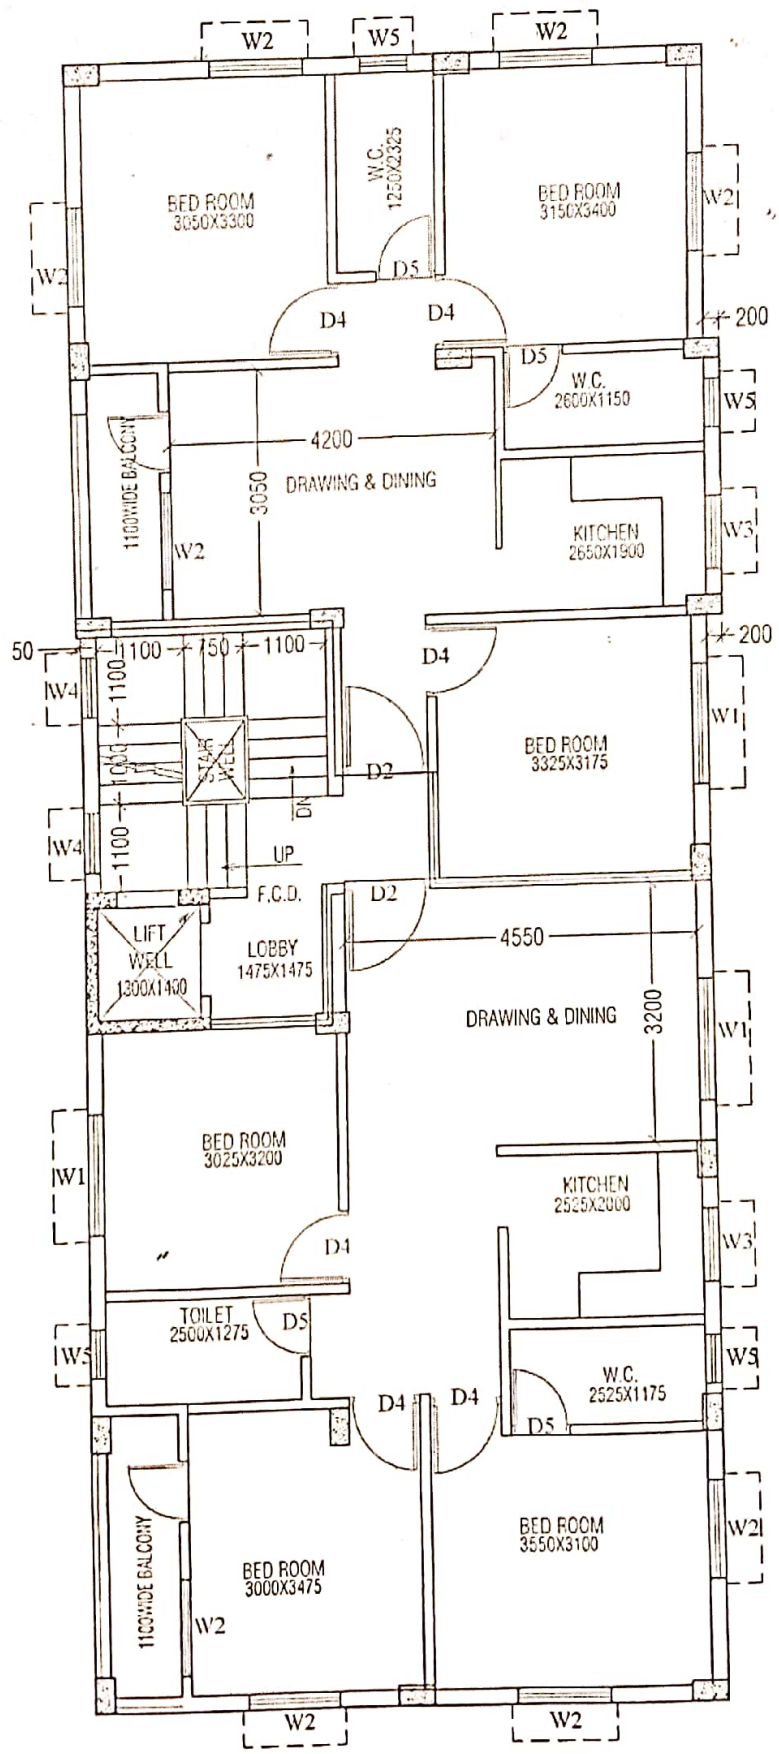 W2
W5
W2
W.C.
1250X2325
BED ROOM
3050X3300
BED ROOM
3150X3400
W2
W2
D5
D4
D4
200
D5
W.C.
2600X1150
W5
4200
1100WIDE BALCONY
3050
DRAWING & DINING
KITCHEN
2650X1900
W3
W2
50
1100
750
1100
200
D4
W4
1100
W1
STAIR
WELL
1000
BED ROOM
3325X3175
D2
DN
W4
1100
UP
F.C.D.
D2
LIFT
WELL
1300X1400
LOBBY
1475X1475
4550
DRAWING & DINING
3200
W1
BED ROOM
3025X3200
W1
KITCHEN
2525X2000
W3
D4
TOILET
2500X1275
D5
W5
W5
W.C.
2525X1175
D4
D4
D5
BED ROOM
3550X3100
W2
1100WIDE BALCONY
BED ROOM
3000X3475
W2
W2
W2